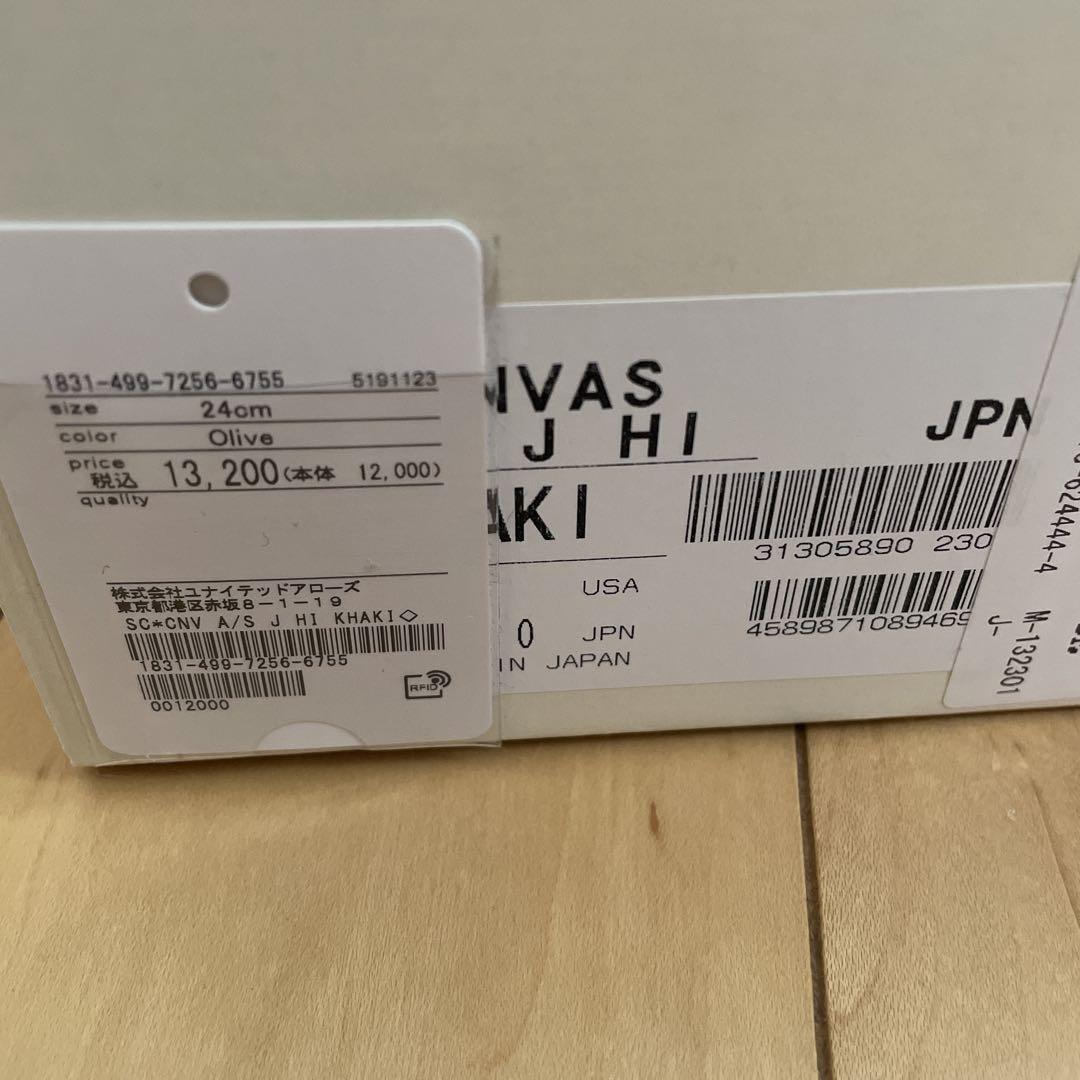 1831-499-7256-6755 5191123
size 24cm
color Olive
price
税込 13,200(本体 12,000)
quality
株式会社ユナイテッドアローズ
東京都港区赤坂8-1-19
SC*CNV A/S J HI KHAKI◇
1831-499-7256-6755
0012000
RFID
NVAS
J HI JPN
AKI
31305890 230
USA
0 JPN
458987108946
IN JAPAN
-624444-4
M-132301
J-